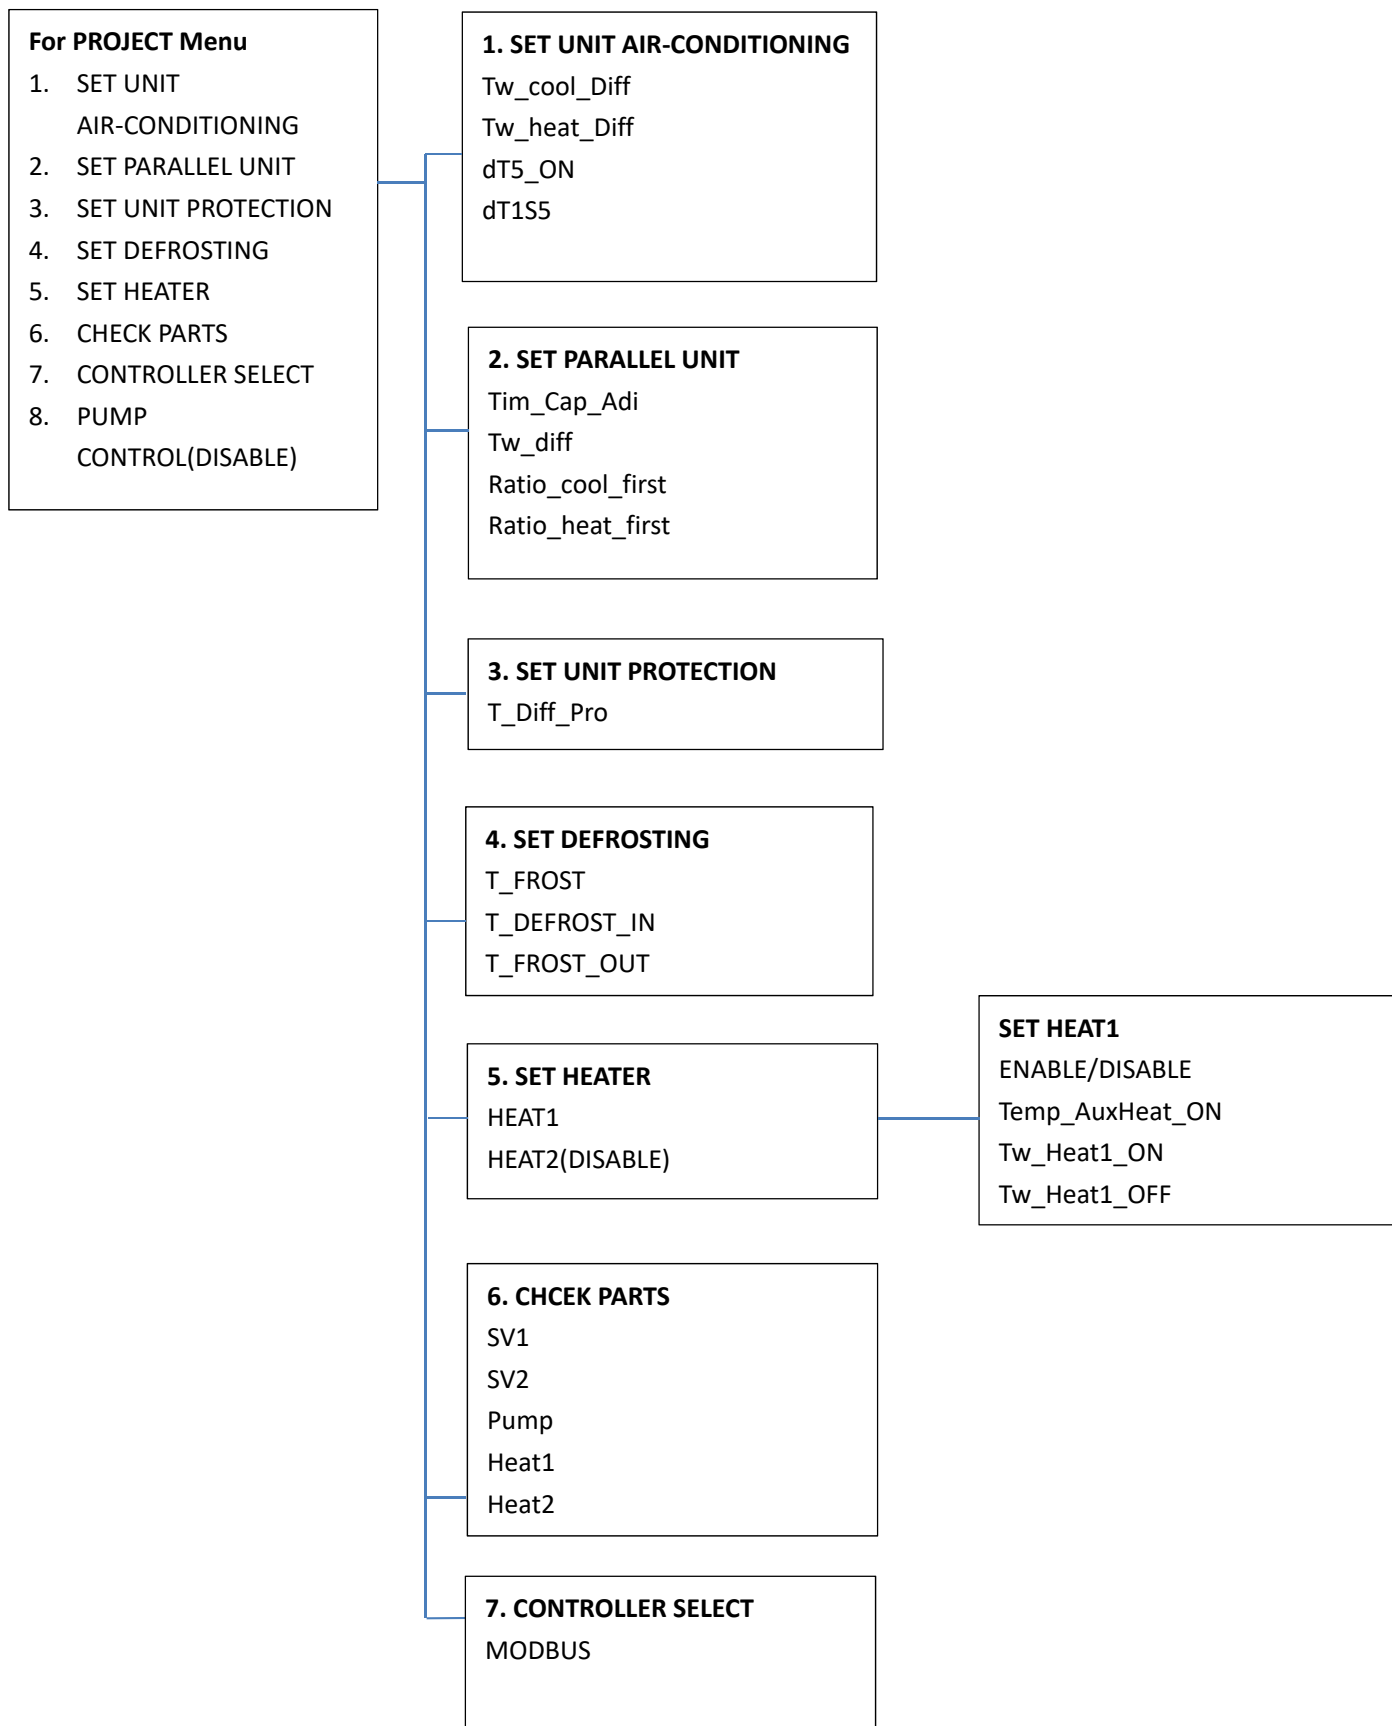 For PROJECT Menu
1. SET UNIT
AIR-CONDITIONING
2. SET PARALLEL UNIT
3. SET UNIT PROTECTION
4. SET DEFROSTING
5. SET HEATER
6. CHECK PARTS
7. CONTROLLER SELECT
8. PUMP
CONTROL(DISABLE)
1. SET UNIT AIR-CONDITIONING
Tw_cool_Diff
Tw_heat_Diff
dT5_ON
dT1S5
2. SET PARALLEL UNIT
Tim_Cap_Adi
Tw_diff
Ratio_cool_first
Ratio_heat_first
3. SET UNIT PROTECTION
T_Diff_Pro
4. SET DEFROSTING
T_FROST
T_DEFROST_IN
T_FROST_OUT
5. SET HEATER
HEAT1
HEAT2(DISABLE)
SET HEAT1
ENABLE/DISABLE
Temp_AuxHeat_ON
Tw_Heat1_ON
Tw_Heat1_OFF
6. CHCEK PARTS
SV1
SV2
Pump
Heat1
Heat2
7. CONTROLLER SELECT
MODBUS